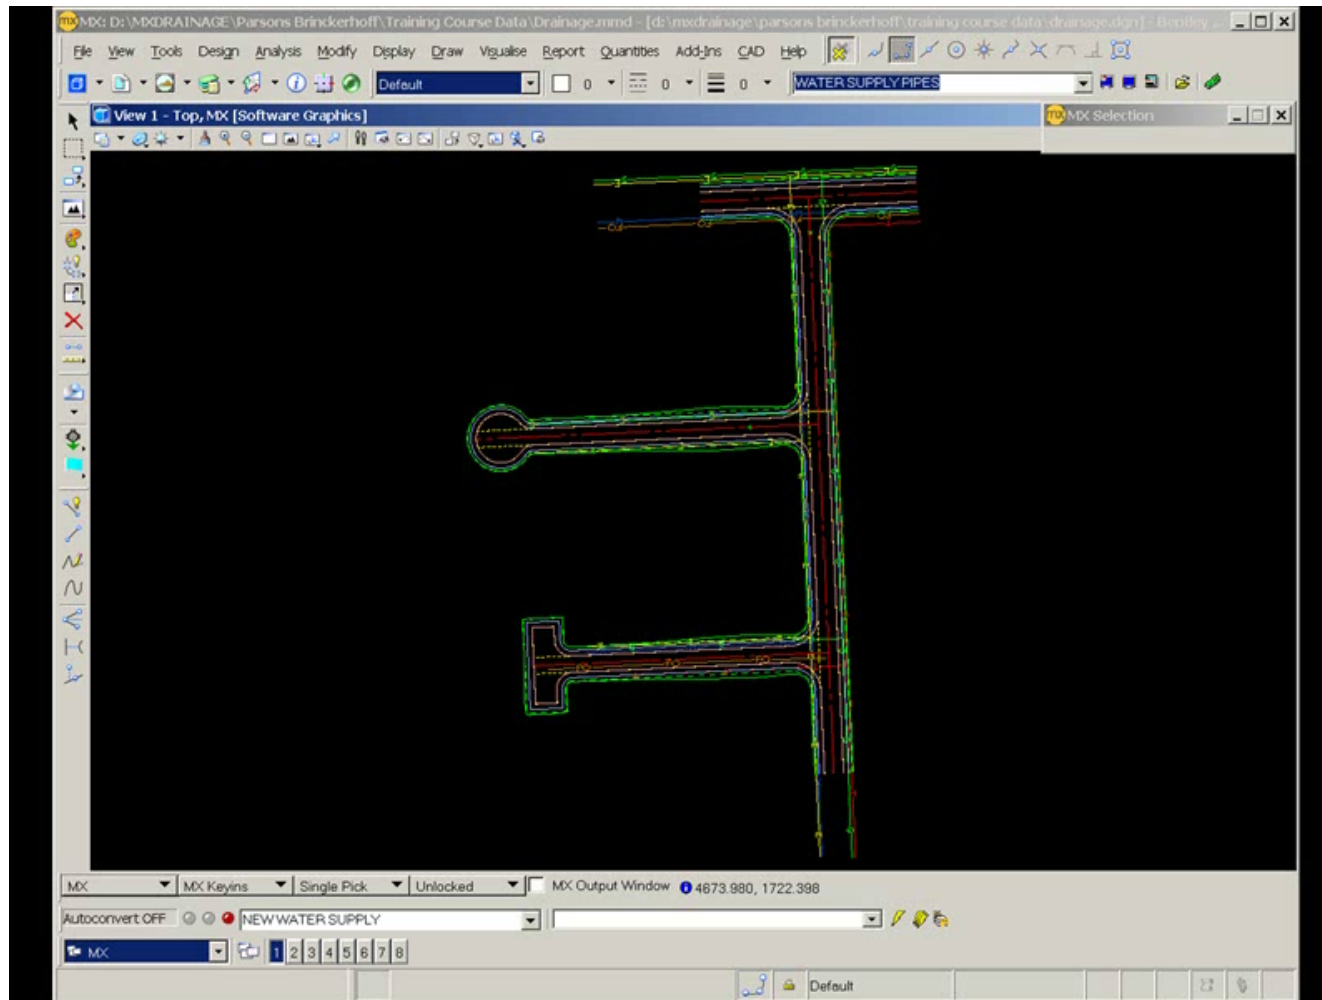 MX: D:\MXDRAINAGE\Parsons Brinckerhoff\Training Course Data\Drainage.mmd - [d:\mxdrainage\parsons brinckerhoff\training course data\drainage.dgn] - Bentley
File View Tools Design Analysis Modify Display Draw Visualise Report Quantities Add-Ins CAD Help
Default 0 0 0 WATER SUPPLY PIPES
View 1 - Top, MX [Software Graphics]
MX Selection
MX MX Keyins Single Pick Unlocked MX Output Window 4673.980, 1722.398
Autoconvert OFF NEW WATER SUPPLY
MX 1 2 3 4 5 6 7 8
Default